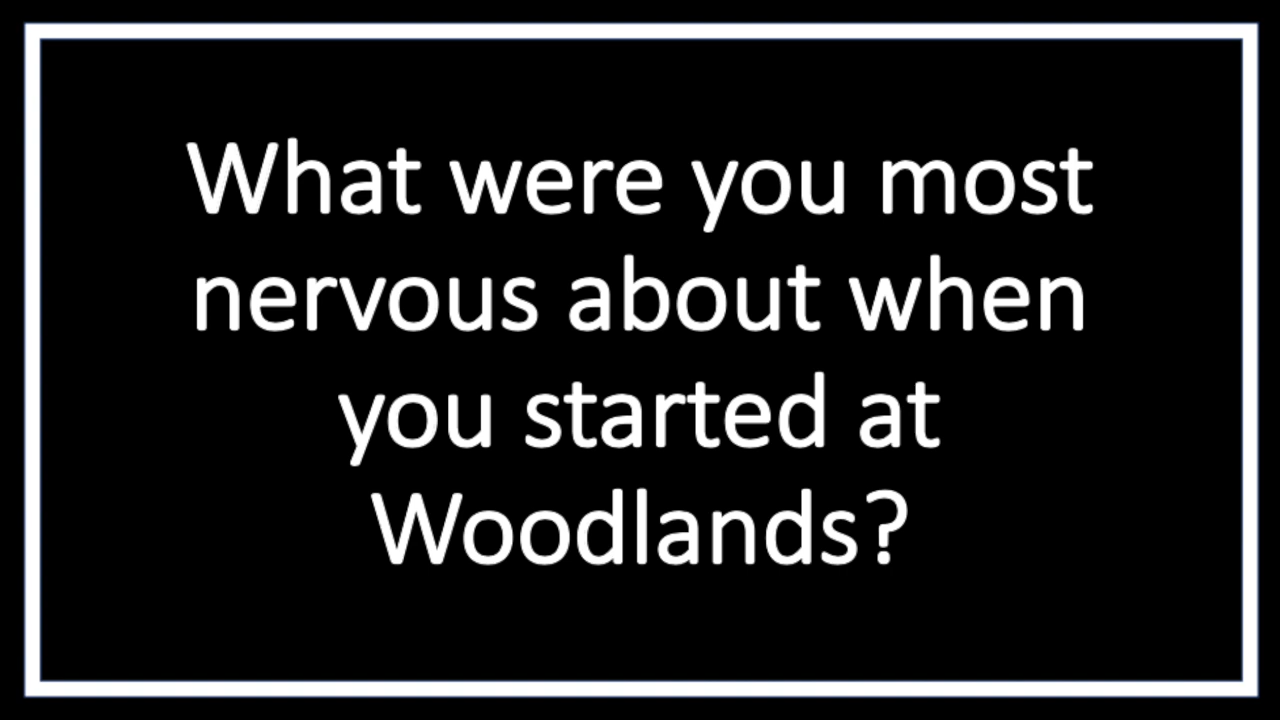 What were you most
nervous about when
you started at
Woodlands?